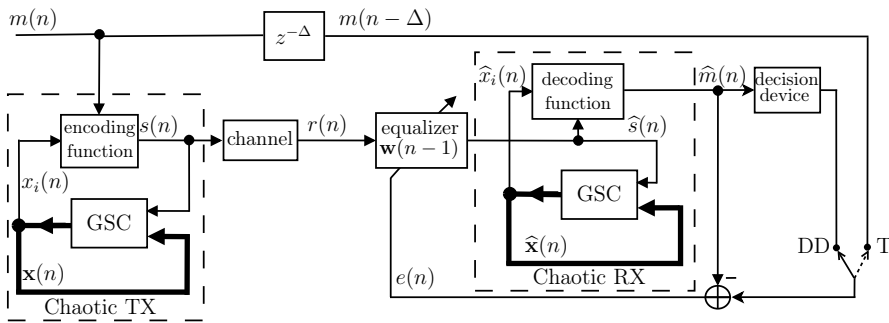 m(n)
z^{-Δ}
m(n − Δ)
encoding
function
s(n)
x_i(n)
GSC
x(n)
Chaotic TX
channel
r(n)
equalizer
w(n−1)
x̂_i(n)
decoding
function
ŝ(n)
GSC
x̂(n)
Chaotic RX
m̂(n)
decision
device
DD
T
e(n)
−